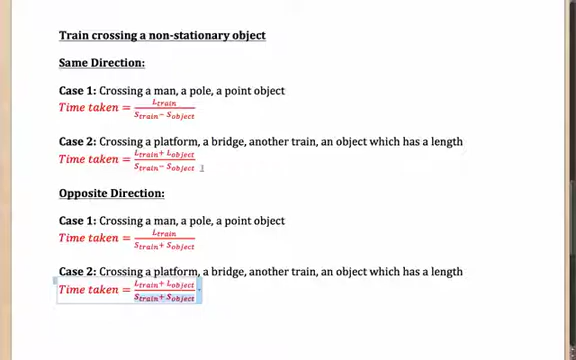 Train crossing a non-stationary object
Same Direction:
Case 1: Crossing a man, a pole, a point object
Time taken = L_train / S_train − S_object
Case 2: Crossing a platform, a bridge, another train, an object which has a length
Time taken = L_train + L_object / S_train − S_object
Opposite Direction:
Case 1: Crossing a man, a pole, a point object
Time taken = L_train / S_train + S_object
Case 2: Crossing a platform, a bridge, another train, an object which has a length
Time taken = L_train + L_object / S_train + S_object